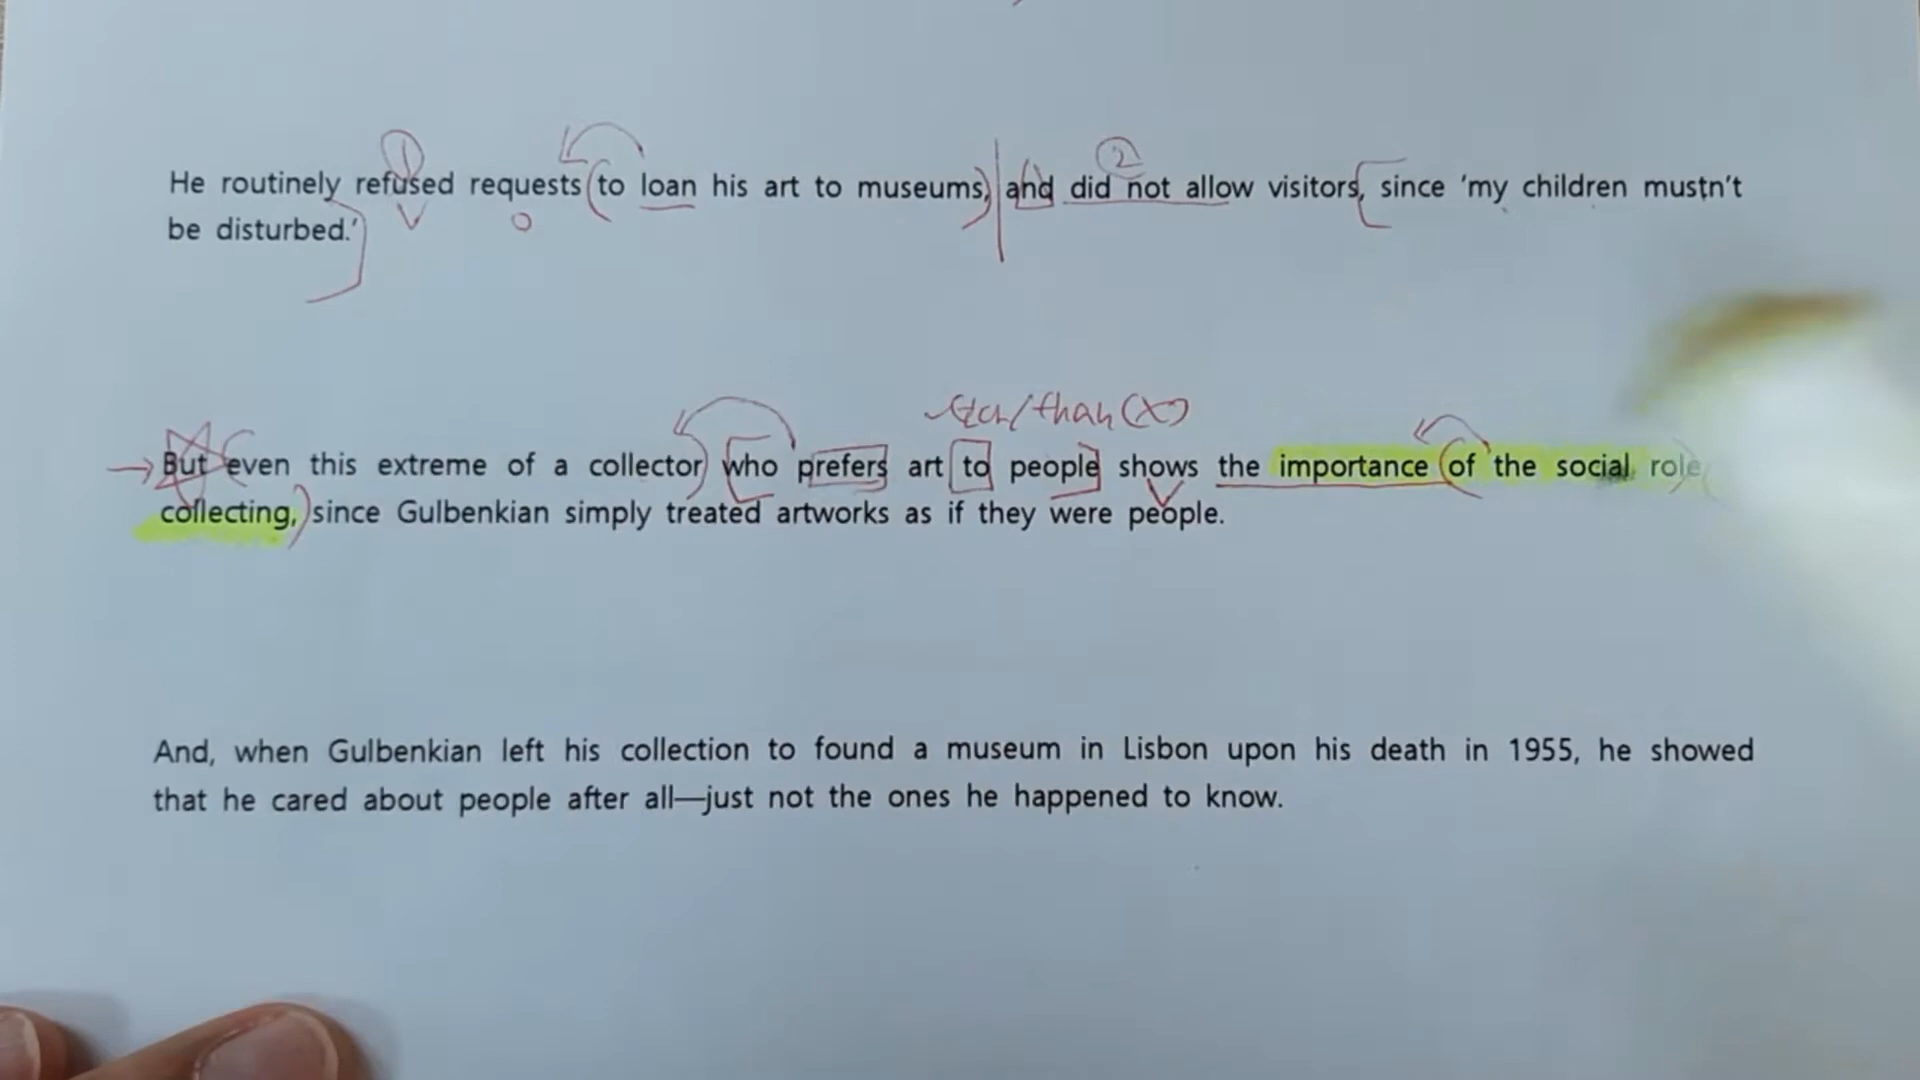 He routinely refused requests to loan his art to museums, and did not allow visitors, since 'my children mustn't
be disturbed.'
①
②
/than (X)
But even this extreme of a collector who prefers art to people shows the importance of the social role
collecting, since Gulbenkian simply treated artworks as if they were people.
And, when Gulbenkian left his collection to found a museum in Lisbon upon his death in 1955, he showed
that he cared about people after all—just not the ones he happened to know.